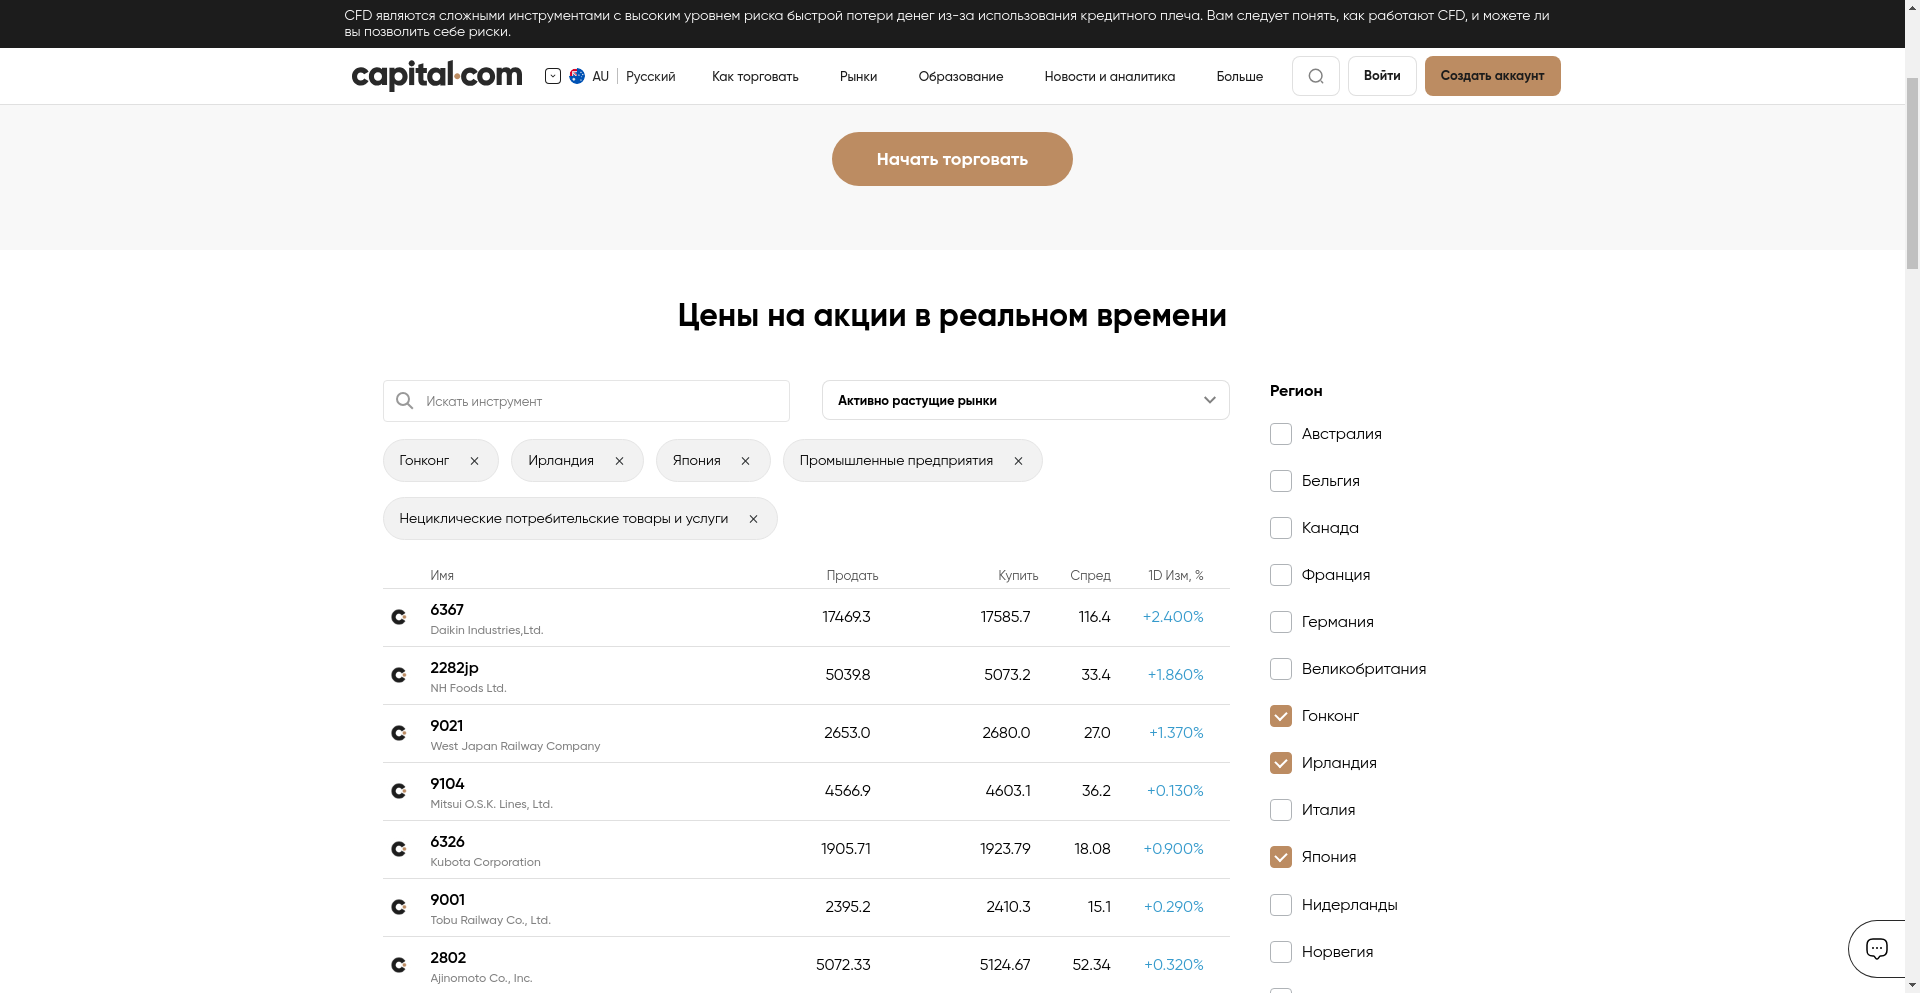 CFD являются сложными инструментами с высоким уровнем риска быстрой потери денег из-за использования кредитного плеча. Вам следует понять, как работают CFD, и можете ли
вы позволить себе риски.
capital.com AU Русский Как торговать Рынки Образование Новости и аналитика Больше Войти Создать аккаунт
Начать торговать
Цены на акции в реальном времени
Искать инструмент
Активно растущие рынки
Гонконг Ирландия Япония Промышленные предприятия
Нециклические потребительские товары и услуги
Имя Продать Купить Спред 1D Изм, %
6367 17469.3 17585.7 116.4 +2.400%
Daikin Industries,Ltd.
2282jp 5039.8 5073.2 33.4 +1.860%
NH Foods Ltd.
9021 2653.0 2680.0 27.0 +1.370%
West Japan Railway Company
9104 4566.9 4603.1 36.2 +0.130%
Mitsui O.S.K. Lines, Ltd.
6326 1905.71 1923.79 18.08 +0.900%
Kubota Corporation
9001 2395.2 2410.3 15.1 +0.290%
Tobu Railway Co., Ltd.
2802 5072.33 5124.67 52.34 +0.320%
Ajinomoto Co., Inc.
Регион
Австралия
Бельгия
Канада
Франция
Германия
Великобритания
Гонконг
Ирландия
Италия
Япония
Нидерланды
Норвегия